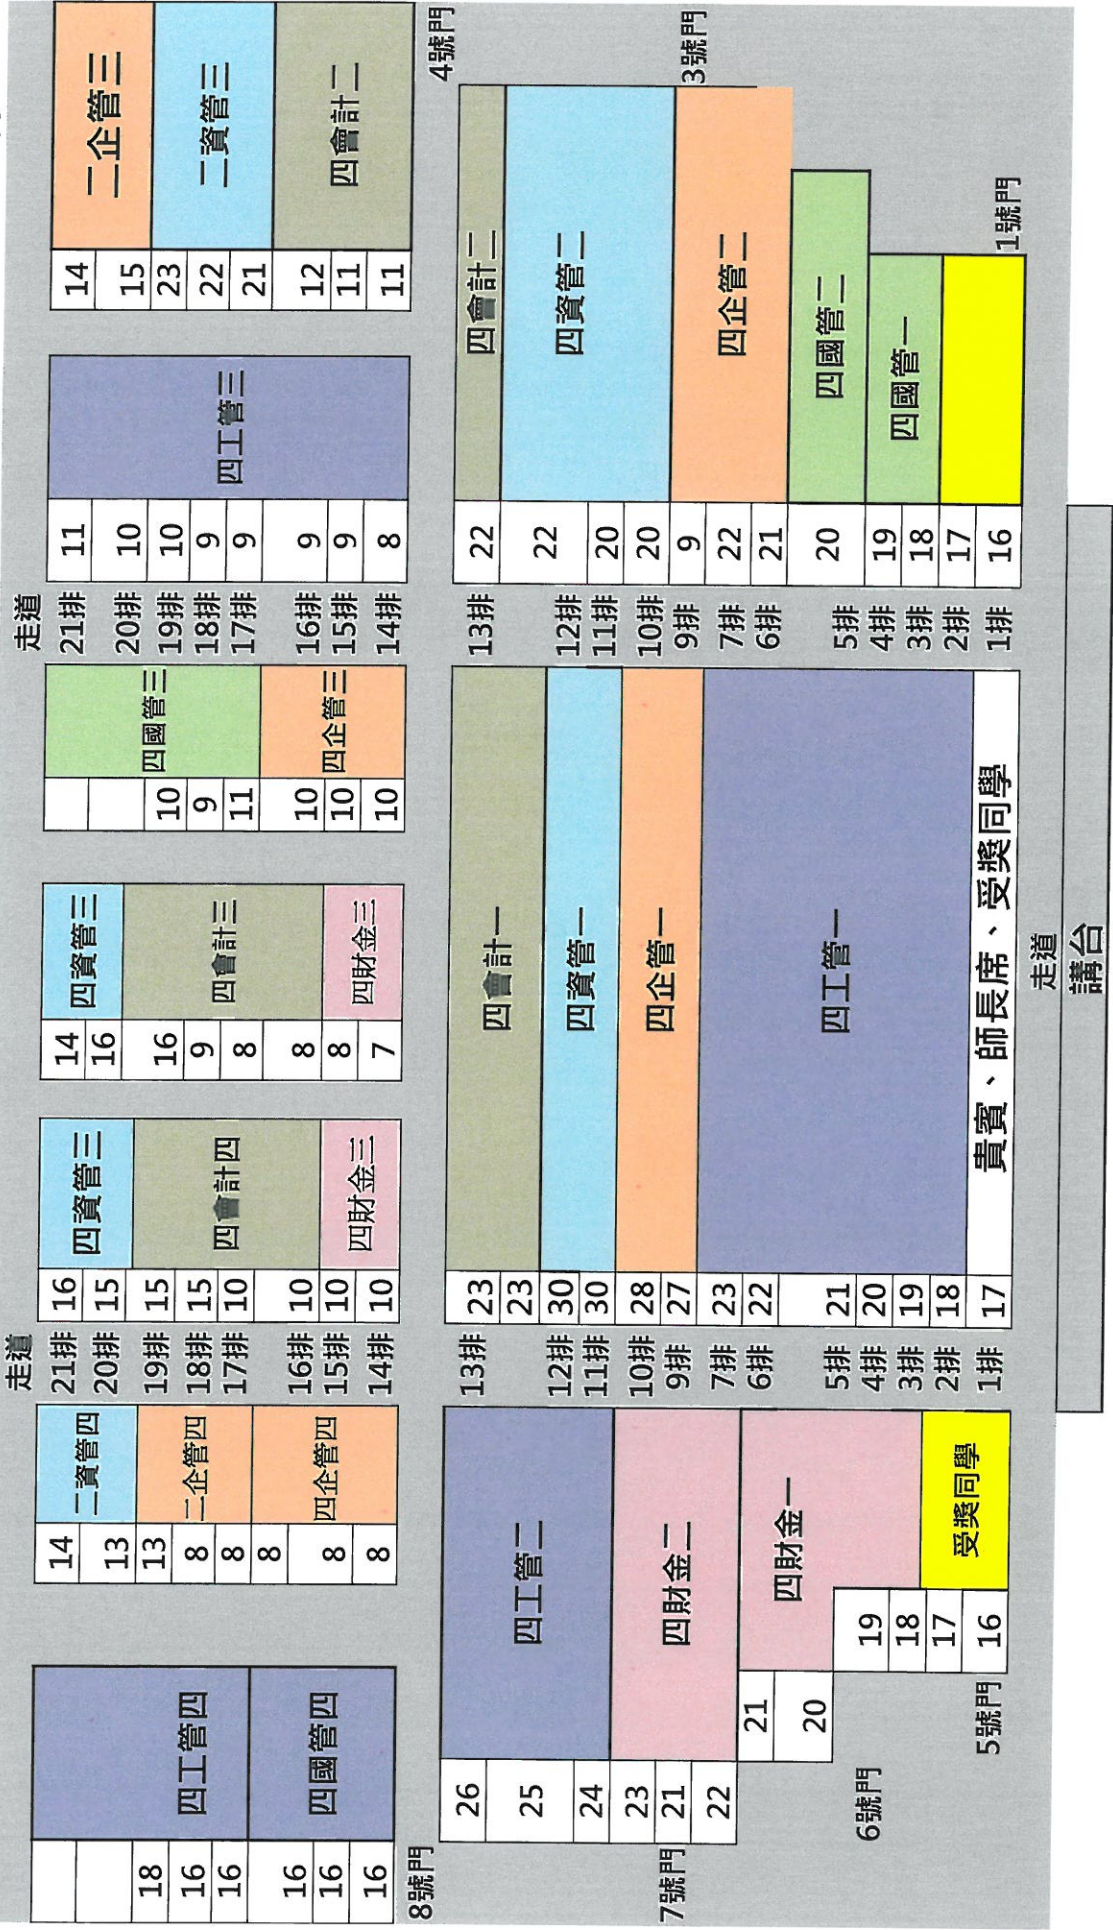 走道 走道
14 21排 16 14 21排 11 14
二資管四 四資管三 四資管三 二企管三
13 20排 15 16 20排 10 15
18 13 19排 15 16 10 19排 10 23
四國管三
四工管四 16 8 二企管四 18排 15 9 9 18排 9 22 二資管三
四會計四 四會計三 四工管三
16 8 17排 10 8 11 17排 9 21
16 8 16排 10 8 10 16排 9 12
四國管四 16 8 四企管四 15排 10 8 10 四企管三 15排 9 11 四會計二
四財金三 四財金三
16 8 14排 10 7 10 14排 8 11
8號門 4號門
26 13排 23 13排 22 四會計二
四會計一
23
25 四工管二 12排 30 12排 22 四資管二
四資管一
24 11排 30 11排 20
23 10排 28 10排 20
四財金二 四企管一
7號門 21 9排 27 9排 9 3號門
22 7排 23 7排 22 四企管二
21 6排 22 6排 21
四財金一
20 5排 21 四工管一 5排 20 四國管二
6號門 19 4排 20 4排 19
四國管一
18 3排 19 3排 18
17 2排 18 2排 17
受獎同學
5號門 16 1排 17 貴賓、師長席、受獎同學 1排 16 1號門
走道
講台